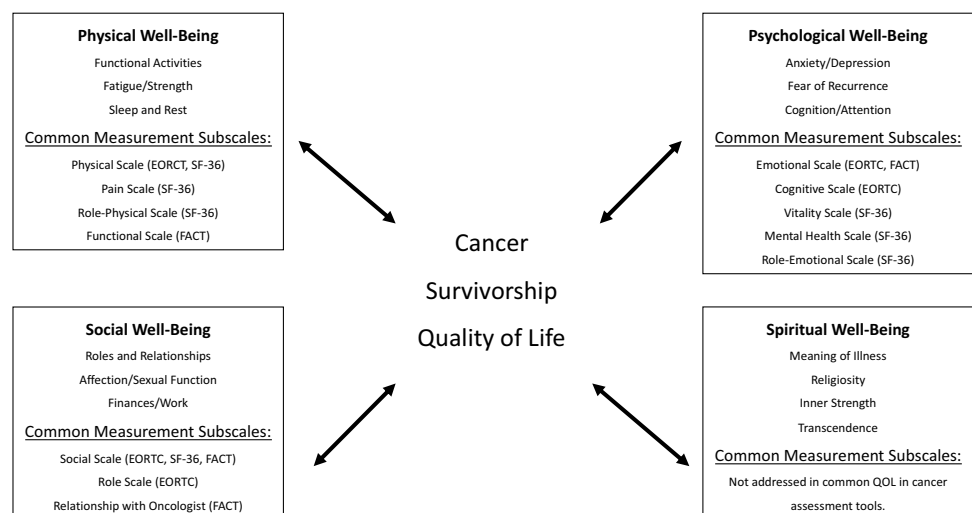 Physical Well-Being
Functional Activities
Fatigue/Strength
Sleep and Rest
Common Measurement Subscales:
Physical Scale (EORCT, SF-36)
Pain Scale (SF-36)
Role-Physical Scale (SF-36)
Functional Scale (FACT)
Psychological Well-Being
Anxiety/Depression
Fear of Recurrence
Cognition/Attention
Common Measurement Subscales:
Emotional Scale (EORTC, FACT)
Cognitive Scale (EORTC)
Vitality Scale (SF-36)
Mental Health Scale (SF-36)
Role-Emotional Scale (SF-36)
Cancer
Survivorship
Quality of Life
Social Well-Being
Roles and Relationships
Affection/Sexual Function
Finances/Work
Common Measurement Subscales:
Social Scale (EORTC, SF-36, FACT)
Role Scale (EORTC)
Relationship with Oncologist (FACT)
Spiritual Well-Being
Meaning of Illness
Religiosity
Inner Strength
Transcendence
Common Measurement Subscales:
Not addressed in common QOL in cancer
assessment tools.